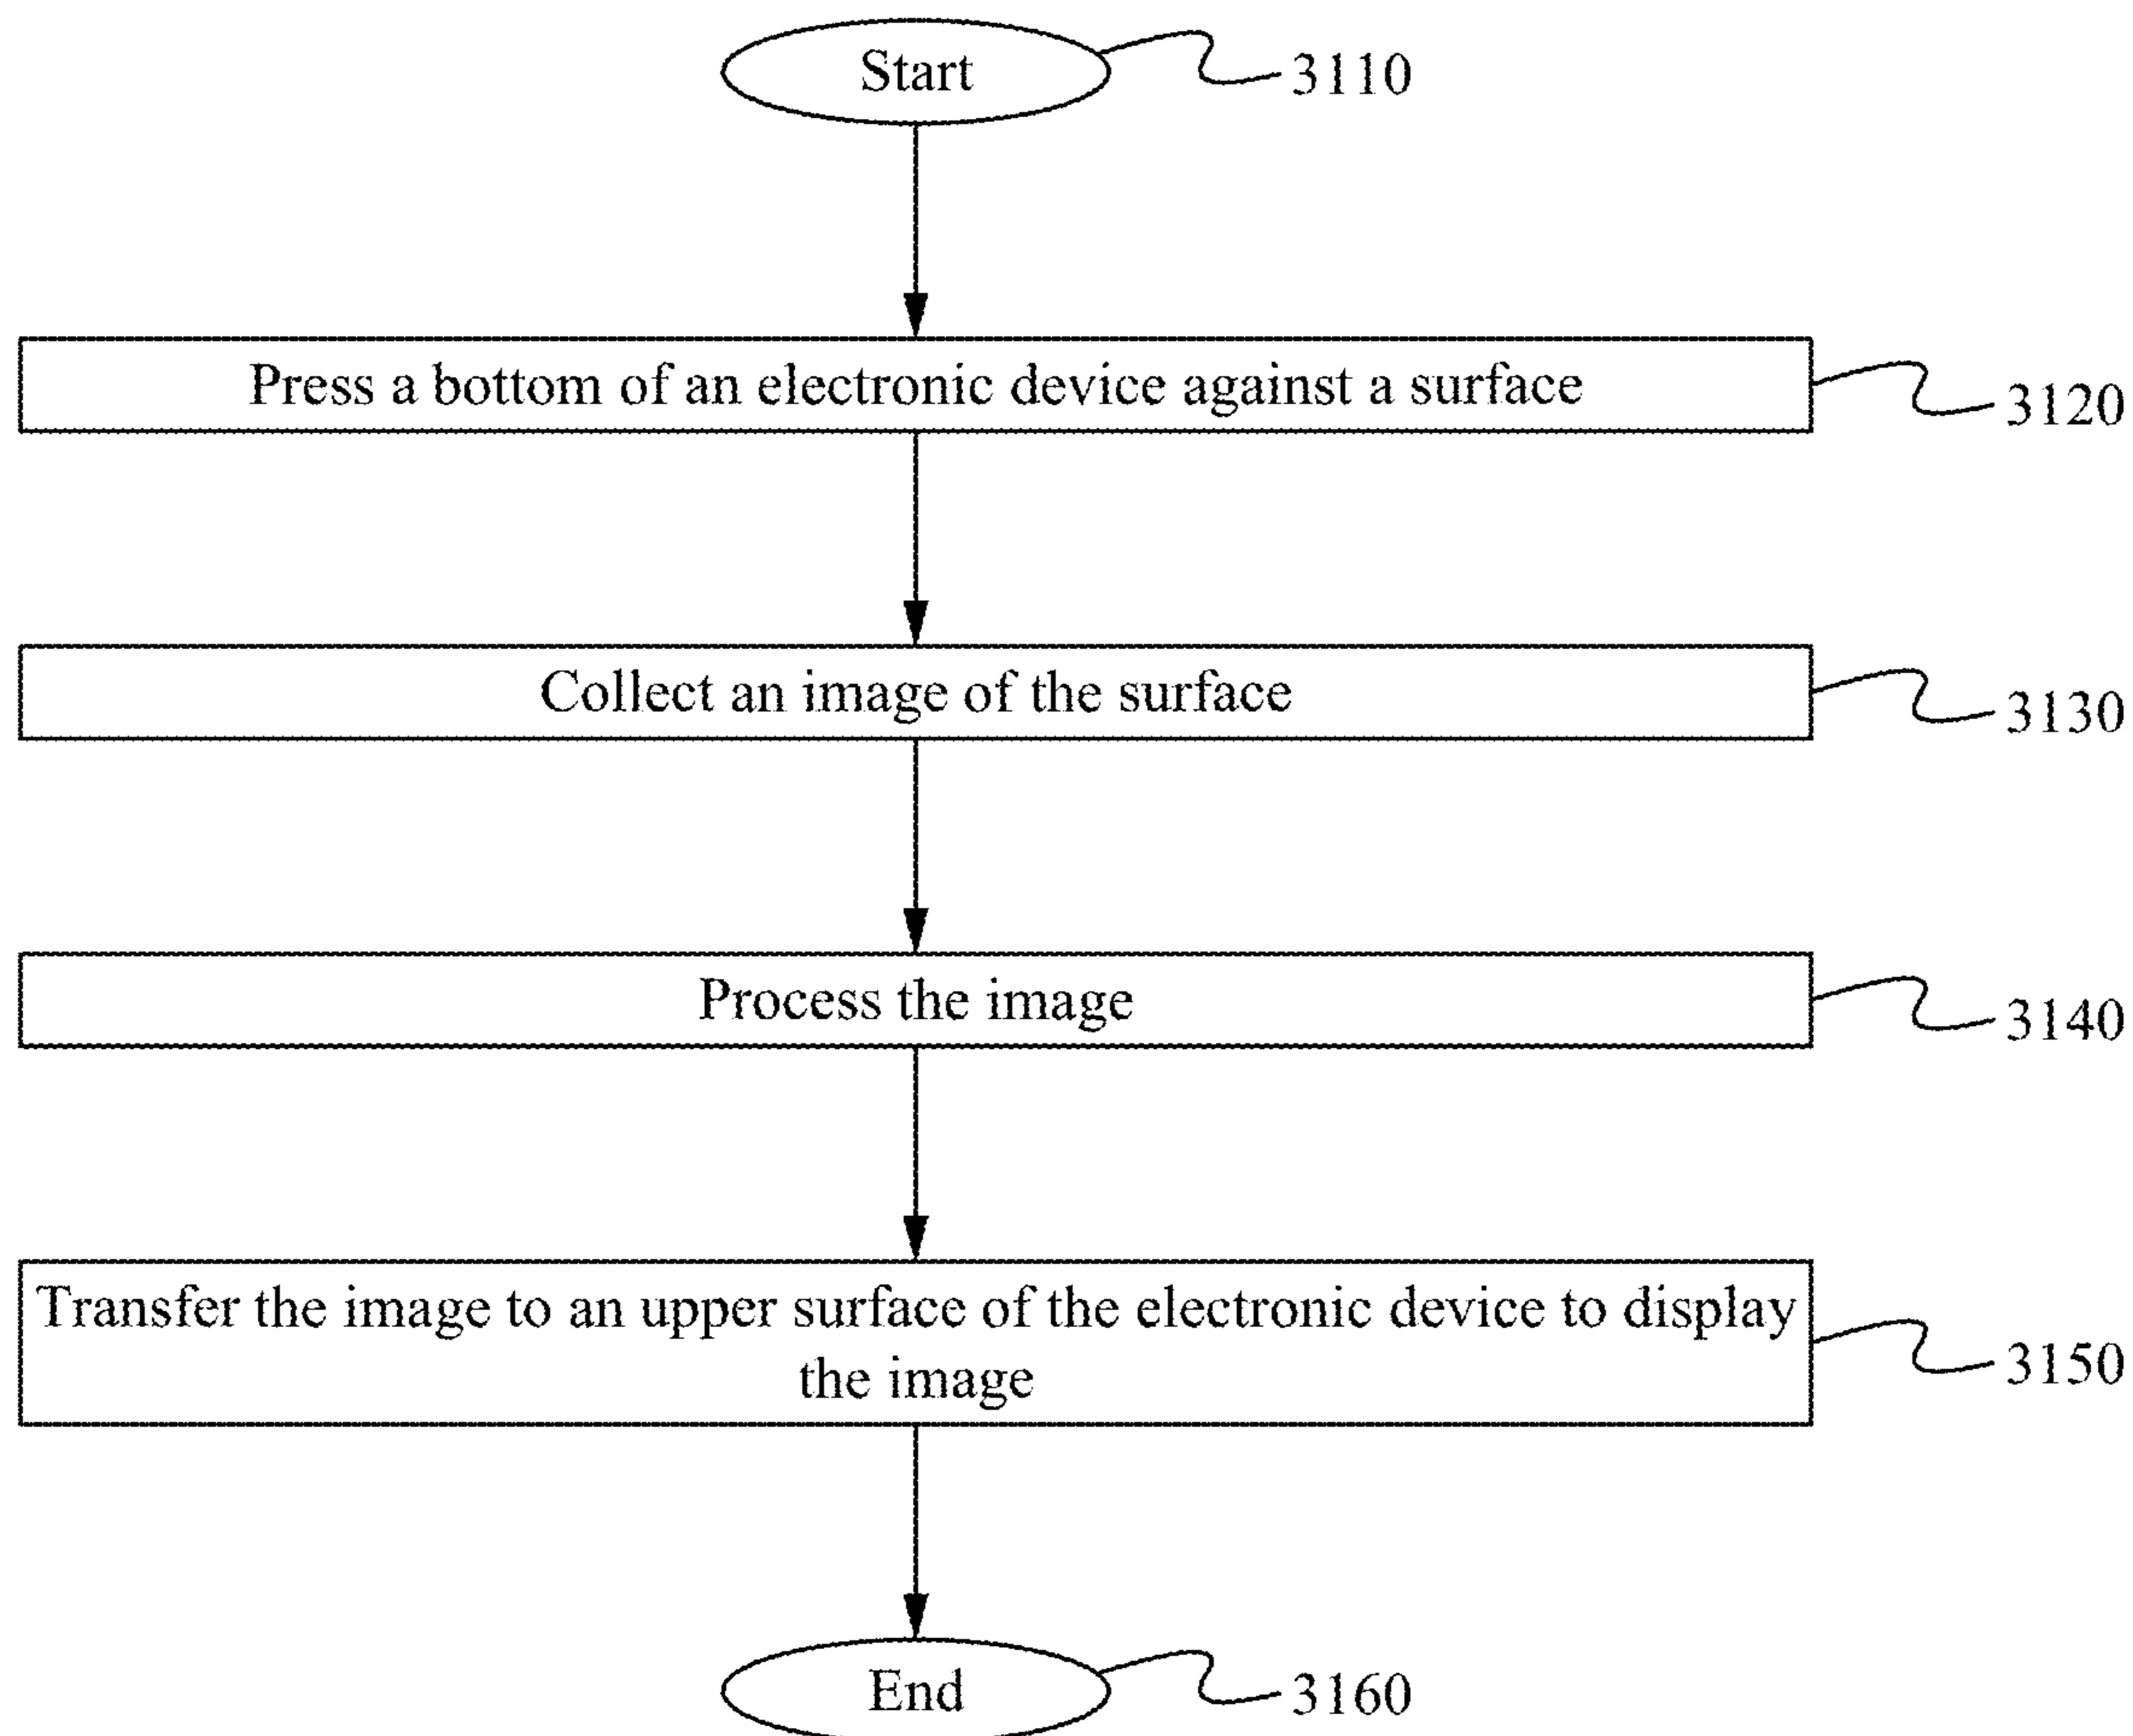 Start
3110
Press a bottom of an electronic device against a surface
3120
Collect an image of the surface
3130
Process the image
3140
Transfer the image to an upper surface of the electronic device to display
the image
3150
End
3160